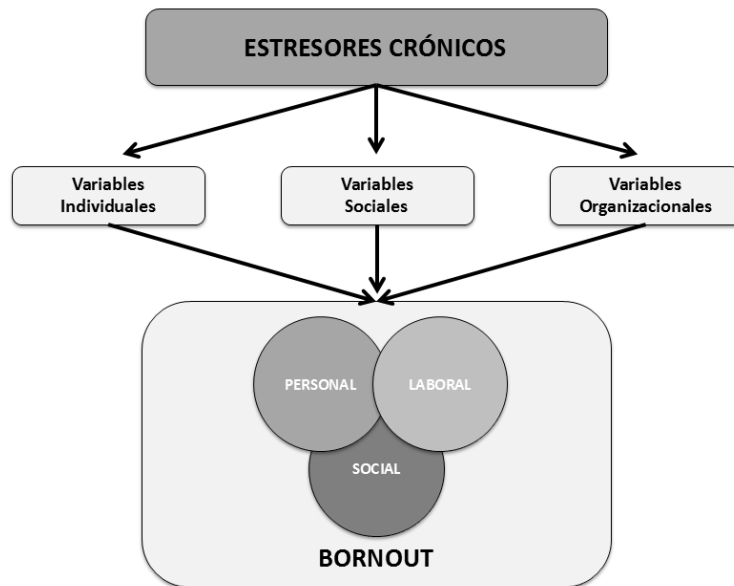 ESTRESORES CRÓNICOS
Variables
Individuales
Variables
Sociales
Variables
Organizacionales
PERSONAL
LABORAL
SOCIAL
BORNOUT